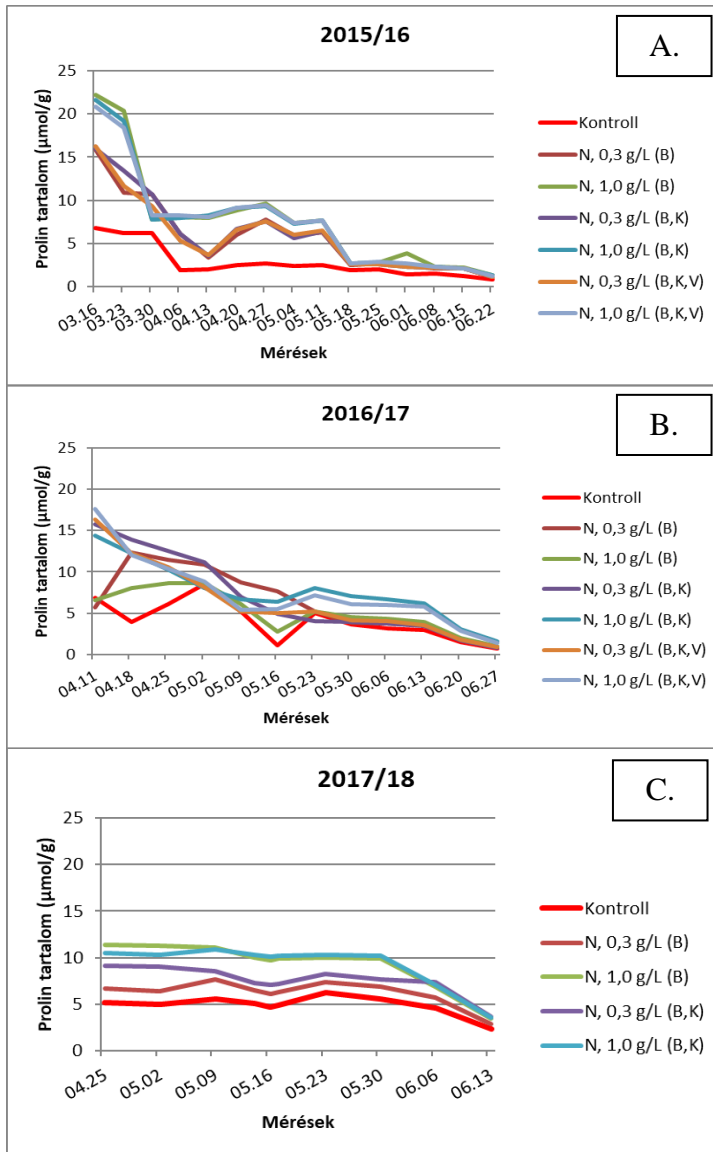 2015/16
A.
Prolin tartalom (µmol/g)
25
20
15
10
5
0
03.16 03.23 03.30 04.06 04.13 04.20 04.27 05.04 05.11 05.18 05.25 06.01 06.08 06.15 06.22
Mérések
Kontroll
N, 0,3 g/L (B)
N, 1,0 g/L (B)
N, 0,3 g/L (B,K)
N, 1,0 g/L (B,K)
N, 0,3 g/L (B,K,V)
N, 1,0 g/L (B,K,V)
2016/17
B.
Prolin tartalom (µmol/g)
25
20
15
10
5
0
04.11 04.18 04.25 05.02 05.09 05.16 05.23 05.30 06.06 06.13 06.20 06.27
Mérések
Kontroll
N, 0,3 g/L (B)
N, 1,0 g/L (B)
N, 0,3 g/L (B,K)
N, 1,0 g/L (B,K)
N, 0,3 g/L (B,K,V)
N, 1,0 g/L (B,K,V)
2017/18
C.
Prolin tartalom (µmol/g)
25
20
15
10
5
0
04.25 05.02 05.09 05.16 05.23 05.30 06.06 06.13
Mérések
Kontroll
N, 0,3 g/L (B)
N, 1,0 g/L (B)
N, 0,3 g/L (B,K)
N, 1,0 g/L (B,K)